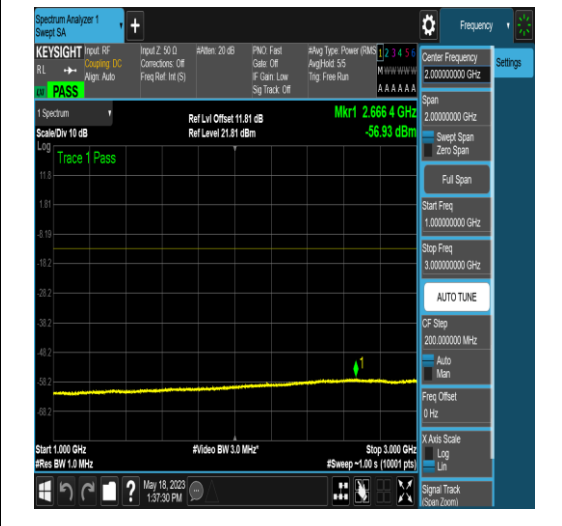 Spectrum Analyzer 1
Swept SA
Frequency
KEYSIGHT
RL
PASS
Input: RF
Coupling: DC
Align: Auto
Input Z: 50 Ω
Corrections: Off
Freq Ref: Int (S)
#Atten: 20 dB
PNO: Fast
Gate: Off
IF Gain: Low
Sig Track: Off
#Avg Type: Power (RMS
Avg|Hold: 5/5
Trig: Free Run
1 2 3 4 5 6
M W W W W W
A A A A A A
1 Spectrum
Scale/Div 10 dB
Ref Lvl Offset 11.81 dB
Ref Level 21.81 dBm
Mkr1 2.666 4 GHz
-56.93 dBm
Log
Trace 1 Pass
11.8
1.81
-8.19
-18.2
-28.2
-38.2
-48.2
-58.2
-68.2
1
Start 1.000 GHz
#Res BW 1.0 MHz
#Video BW 3.0 MHz*
Stop 3.000 GHz
#Sweep ~1.00 s (10001 pts)
?
May 18, 2023
1:37:30 PM
Center Frequency
2.000000000 GHz
Settings
Span
2.00000000 GHz
Swept Span
Zero Span
Full Span
Start Freq
1.000000000 GHz
Stop Freq
3.000000000 GHz
AUTO TUNE
CF Step
200.000000 MHz
Auto
Man
Freq Offset
0 Hz
X Axis Scale
Log
Lin
Signal Track
(Span Zoom)